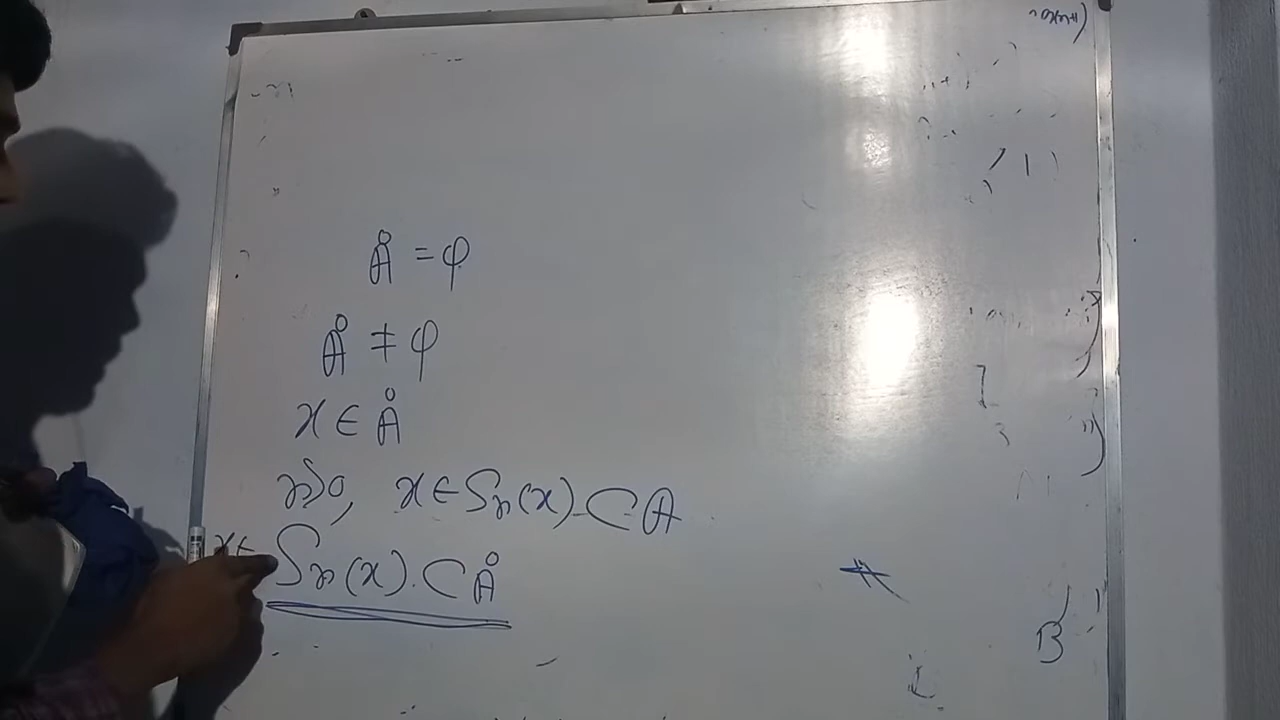 Å = φ
Å ≠ φ
x ∈ Å
r>0, x ∈ Sr(x) ⊂ A
x ∈ Sr(x) ⊂ Å
B